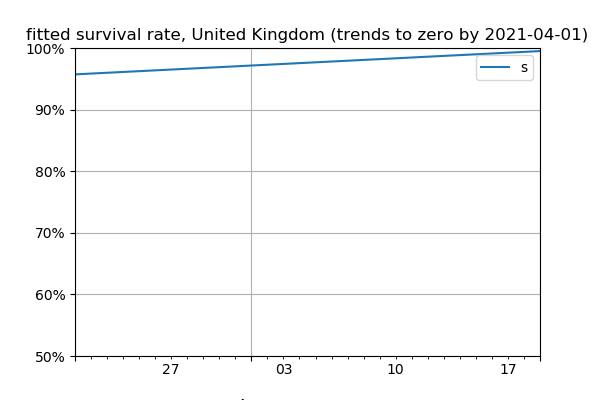 fitted survival rate, United Kingdom (trends to zero by 2021-04-01)
100%
s
90%
80%
70%
60%
50%
27 03 10 17